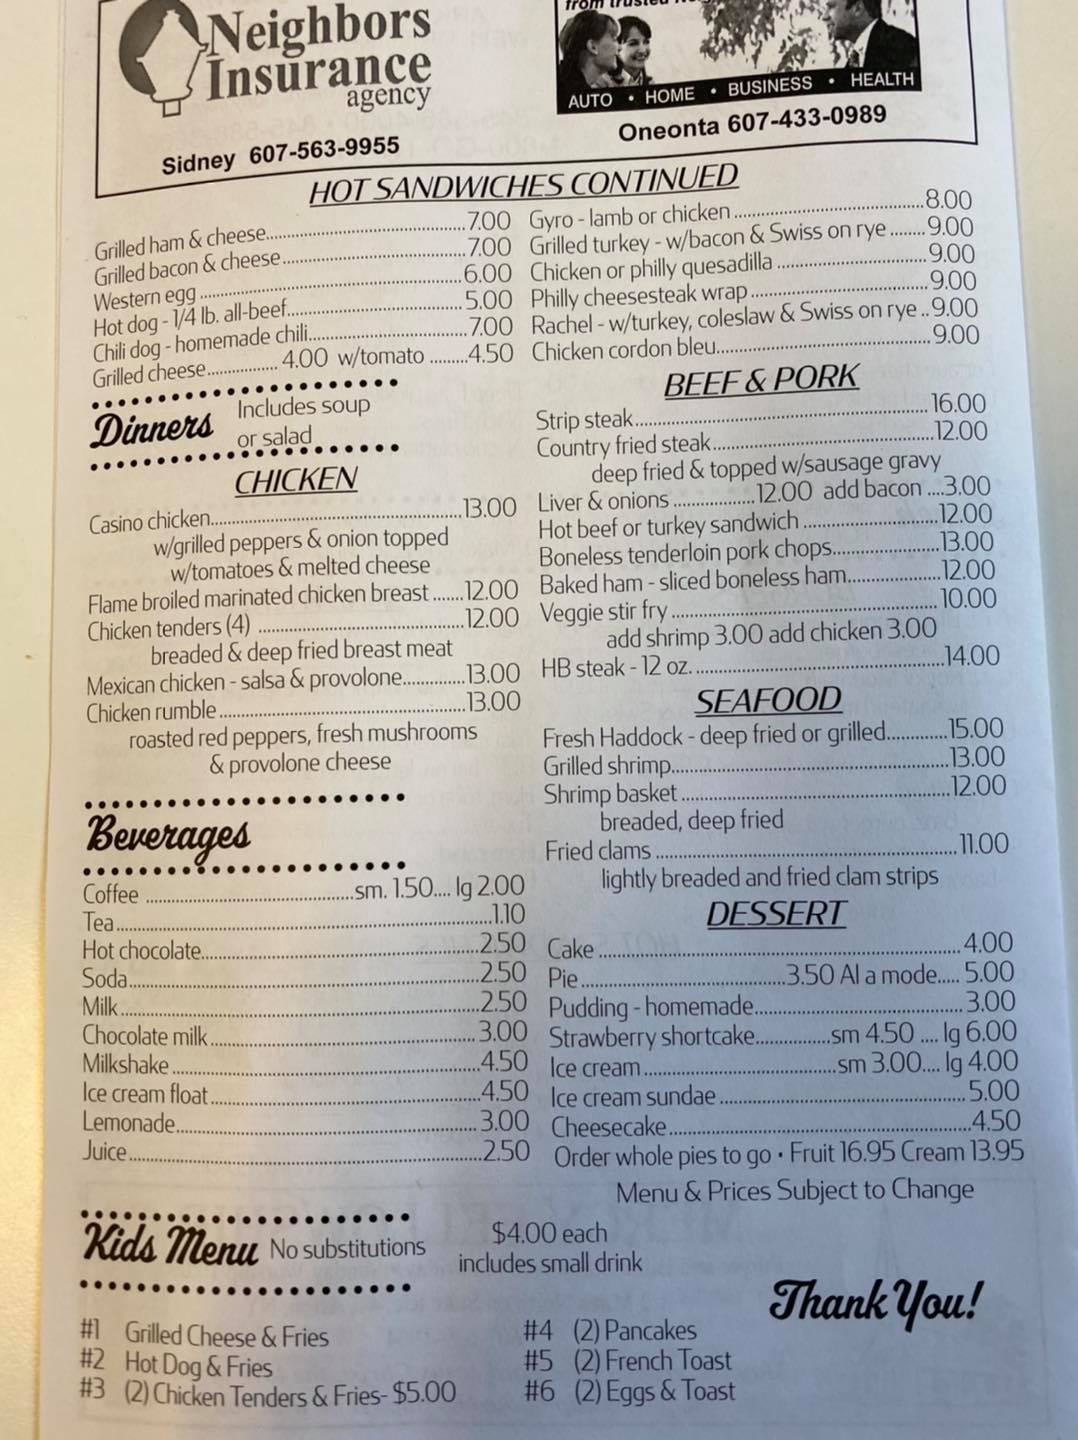 from trusted
Neighbors
Insurance
agency
AUTO • HOME • BUSINESS • HEALTH
Sidney 607-563-9955
Oneonta 607-433-0989
HOT SANDWICHES CONTINUED
Grilled ham & cheese 7.00
Grilled bacon & cheese 7.00
Western egg 6.00
Hot dog - 1/4 lb. all-beef 5.00
Chili dog - homemade chili 7.00
Grilled cheese 4.00 w/tomato 4.50
Gyro - lamb or chicken 8.00
Grilled turkey - w/bacon & Swiss on rye 9.00
Chicken or philly quesadilla 9.00
Philly cheesesteak wrap 9.00
Rachel - w/turkey, coleslaw & Swiss on rye 9.00
Chicken cordon bleu 9.00
Dinners Includes soup
or salad
CHICKEN
Casino chicken 13.00
w/grilled peppers & onion topped
w/tomatoes & melted cheese
Flame broiled marinated chicken breast 12.00
Chicken tenders (4) 12.00
breaded & deep fried breast meat
Mexican chicken - salsa & provolone 13.00
Chicken rumble 13.00
roasted red peppers, fresh mushrooms
& provolone cheese
BEEF & PORK
Strip steak 16.00
Country fried steak 12.00
deep fried & topped w/sausage gravy
Liver & onions 12.00 add bacon 3.00
Hot beef or turkey sandwich 12.00
Boneless tenderloin pork chops 13.00
Baked ham - sliced boneless ham 12.00
Veggie stir fry 10.00
add shrimp 3.00 add chicken 3.00
HB steak - 12 oz. 14.00
SEAFOOD
Fresh Haddock - deep fried or grilled 15.00
Grilled shrimp 13.00
Shrimp basket 12.00
breaded, deep fried
Fried clams 11.00
lightly breaded and fried clam strips
Beverages
Coffee sm. 1.50.... lg 2.00
Tea 1.10
Hot chocolate 2.50
Soda 2.50
Milk 2.50
Chocolate milk 3.00
Milkshake 4.50
Ice cream float 4.50
Lemonade 3.00
Juice 2.50
DESSERT
Cake 4.00
Pie 3.50 Al a mode..... 5.00
Pudding - homemade 3.00
Strawberry shortcake sm 4.50 .... lg 6.00
Ice cream sm 3.00.... lg 4.00
Ice cream sundae 5.00
Cheesecake 4.50
Order whole pies to go • Fruit 16.95 Cream 13.95
Menu & Prices Subject to Change
Kids Menu No substitutions
$4.00 each
includes small drink
#1 Grilled Cheese & Fries
#2 Hot Dog & Fries
#3 (2) Chicken Tenders & Fries- $5.00
#4 (2) Pancakes
#5 (2) French Toast
#6 (2) Eggs & Toast
Thank You!